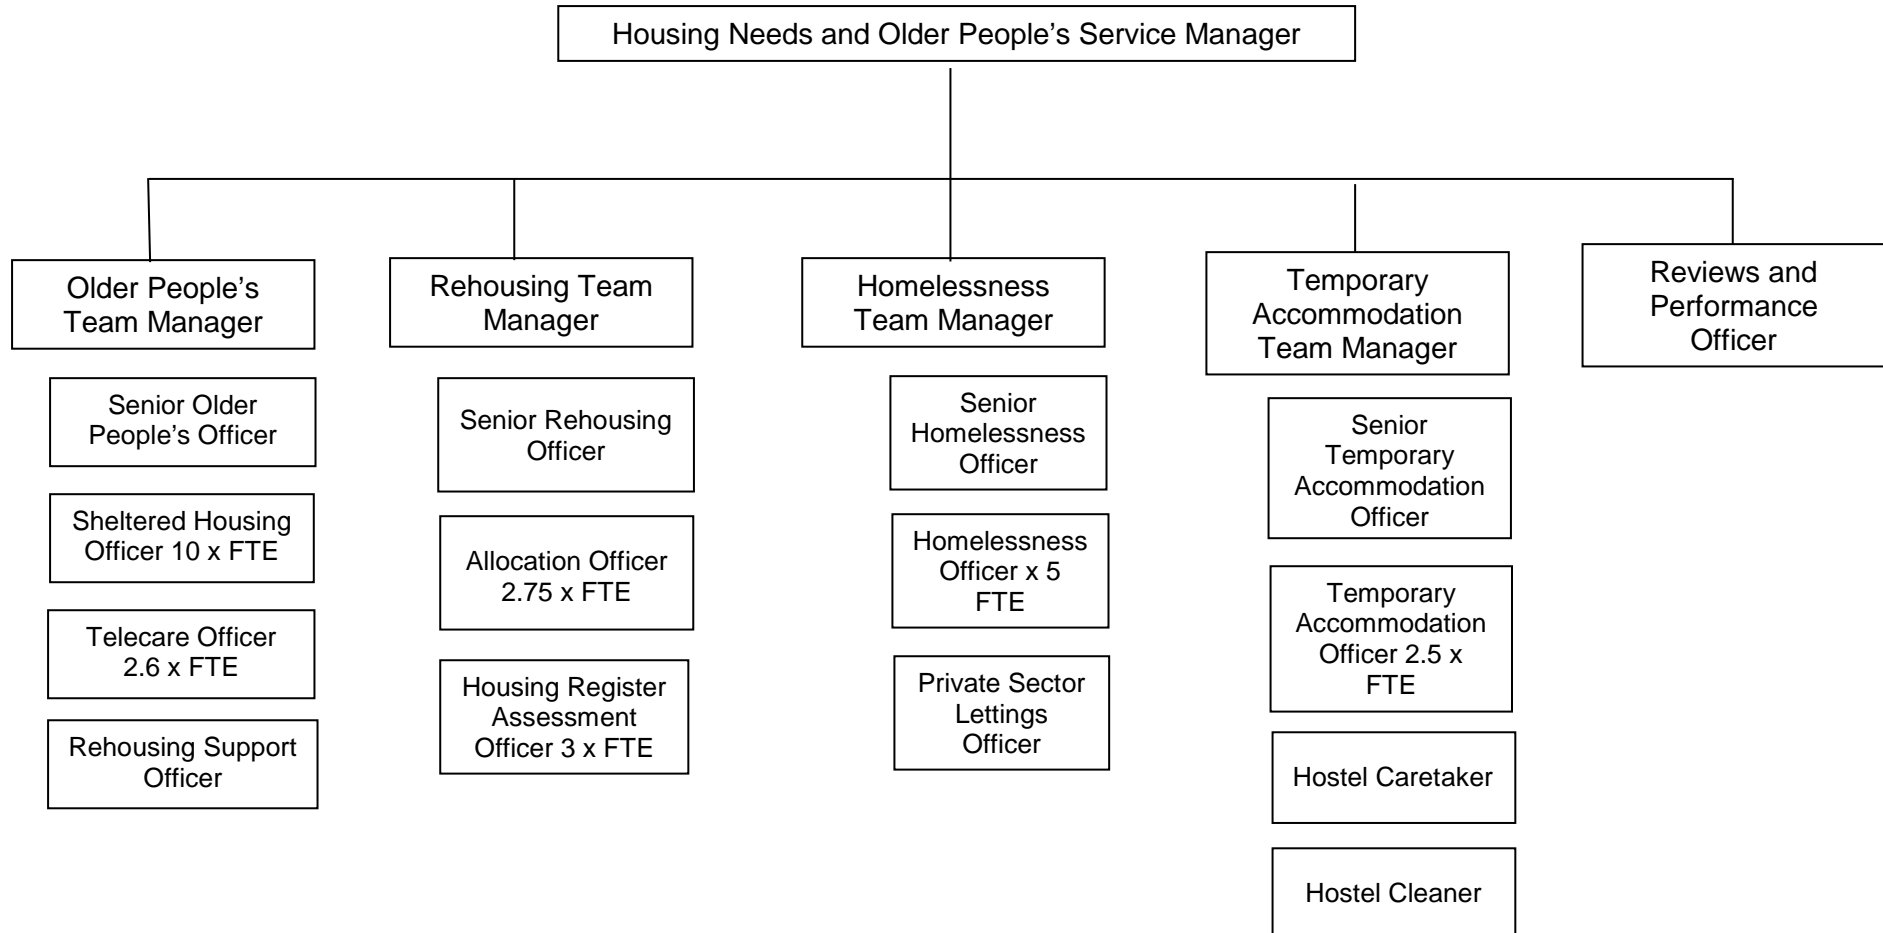 Housing Needs and Older People’s Service Manager
Older People’s
Team Manager
Rehousing Team
Manager
Homelessness
Team Manager
Temporary
Accommodation
Team Manager
Reviews and
Performance
Officer
Senior Older
People’s Officer
Sheltered Housing
Officer 10 x FTE
Telecare Officer
2.6 x FTE
Rehousing Support
Officer
Senior Rehousing
Officer
Allocation Officer
2.75 x FTE
Housing Register
Assessment
Officer 3 x FTE
Senior
Homelessness
Officer
Homelessness
Officer x 5
FTE
Private Sector
Lettings
Officer
Senior
Temporary
Accommodation
Officer
Temporary
Accommodation
Officer 2.5 x
FTE
Hostel Caretaker
Hostel Cleaner